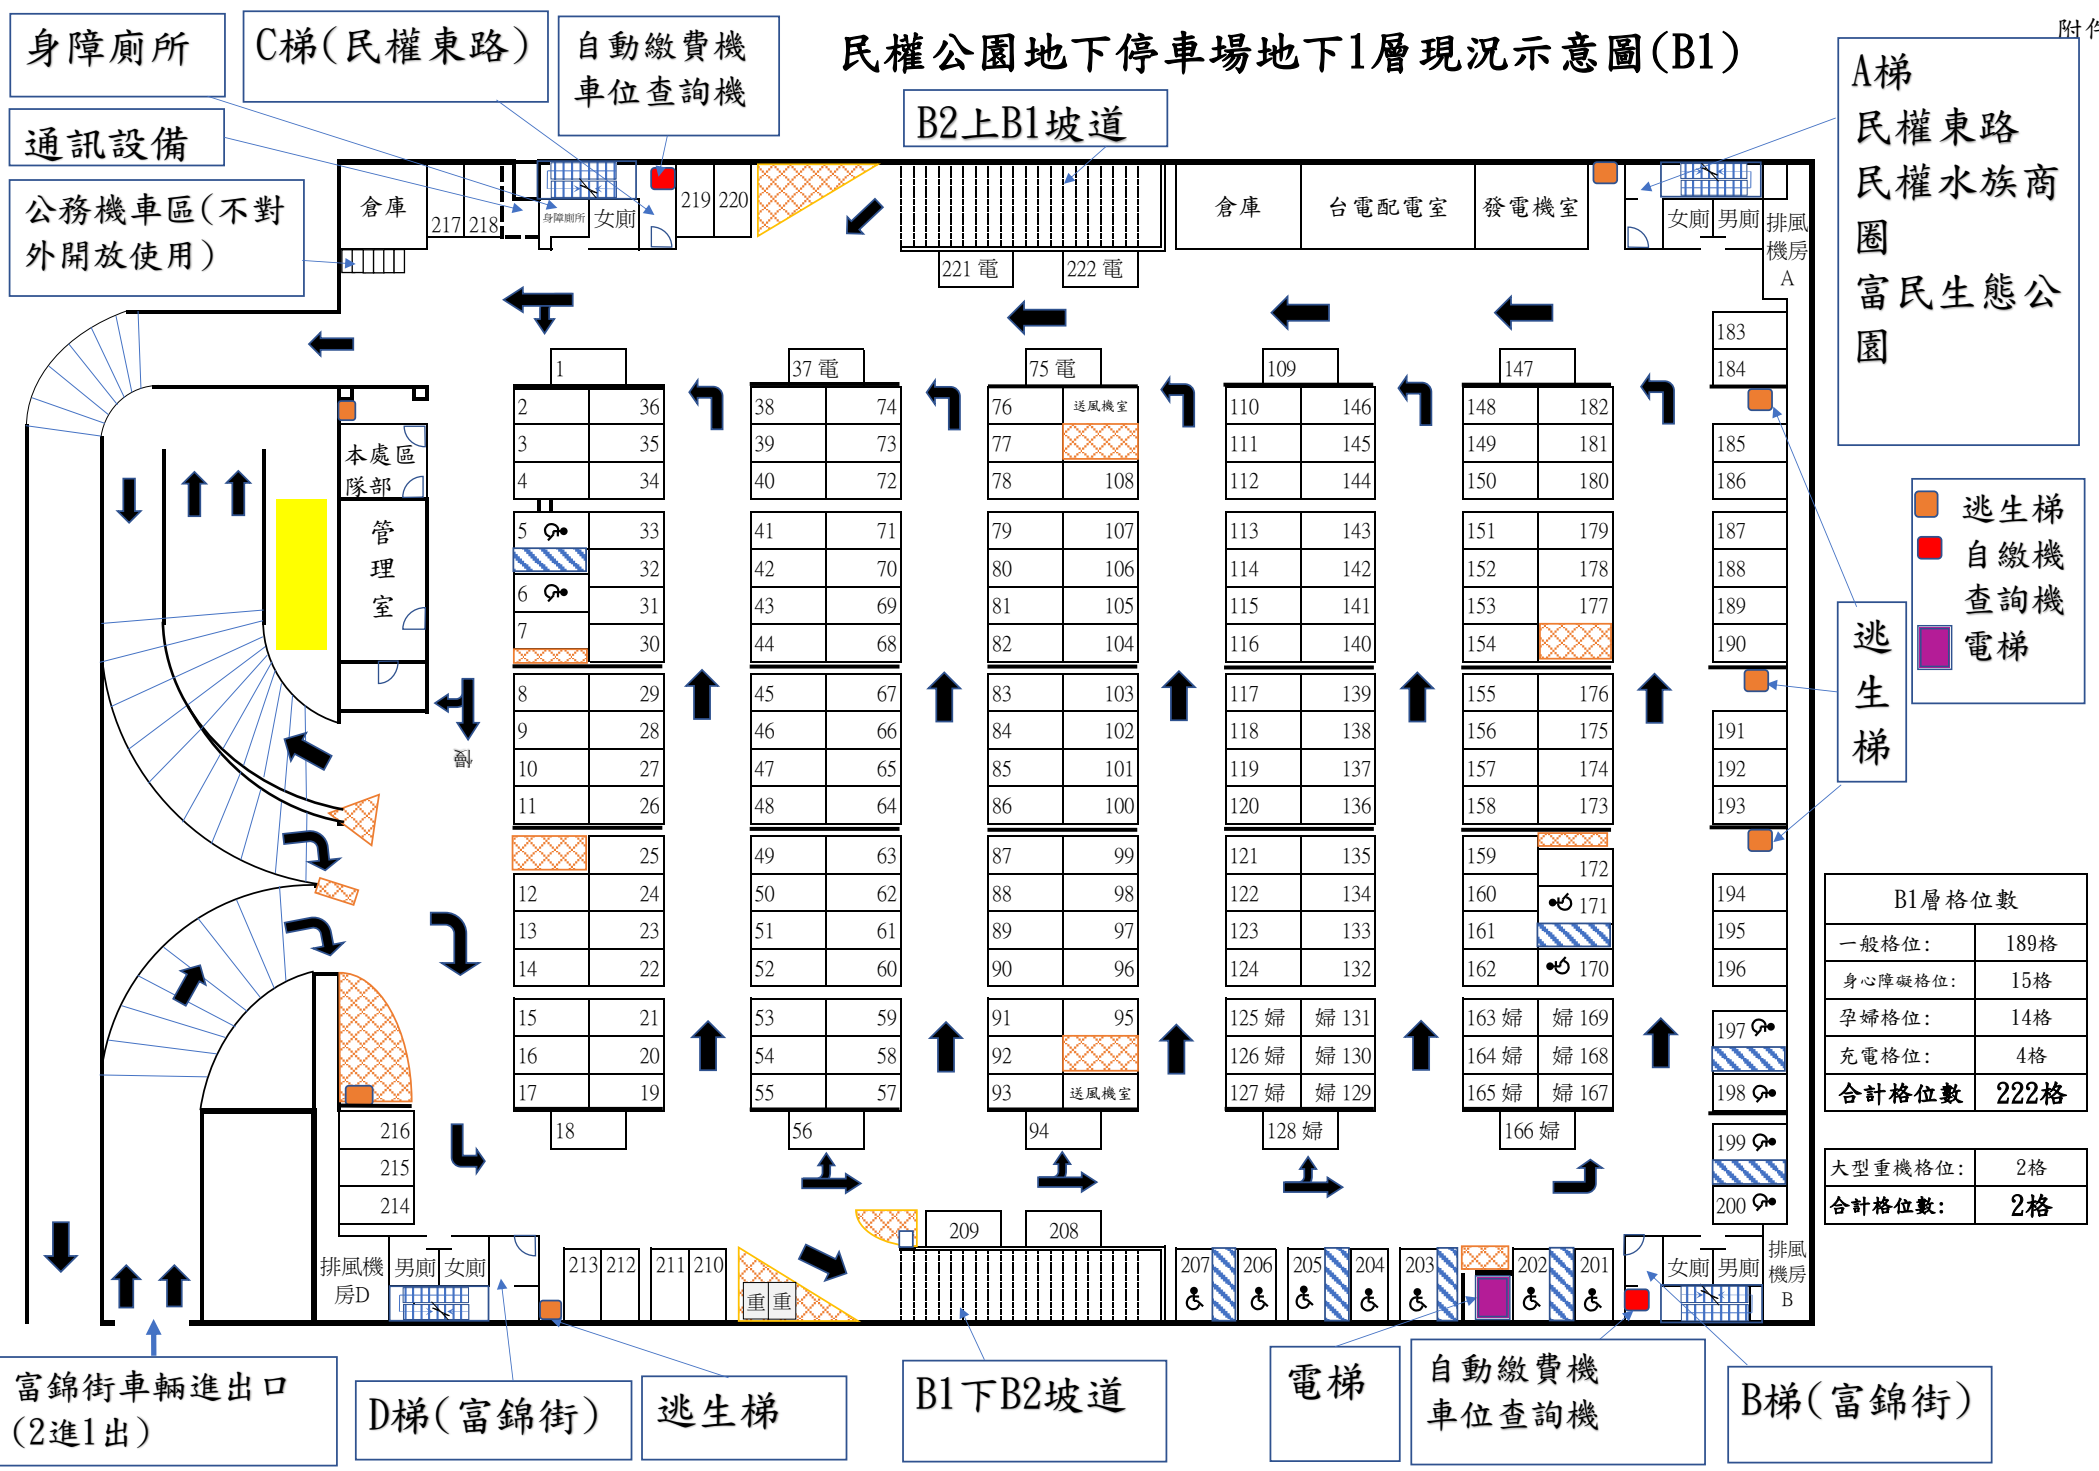 附件
民權公園地下停車場地下1層現況示意圖(B1)
身障廁所
C梯(民權東路)
自動繳費機
車位查詢機
通訊設備
公務機車區(不對
外開放使用)
B2上B1坡道
A梯
民權東路
民權水族商
圈
富民生態公
園
倉庫
217 218
身障廁所
女廁
219 220
221 電
222 電
倉庫
台電配電室
發電機室
女廁 男廁
排風
機房
A
本處區
隊部
管
理
室
慢
1
2 36
3 35
4 34
5 33
32
6 31
7 30
8 29
9 28
10 27
11 26
25
12 24
13 23
14 22
15 21
16 20
17 19
18
37 電
38 74
39 73
40 72
41 71
42 70
43 69
44 68
45 67
46 66
47 65
48 64
49 63
50 62
51 61
52 60
53 59
54 58
55 57
56
75 電
76 送風機室
77
78 108
79 107
80 106
81 105
82 104
83 103
84 102
85 101
86 100
87 99
88 98
89 97
90 96
91 95
92
93 送風機室
94
109
110 146
111 145
112 144
113 143
114 142
115 141
116 140
117 139
118 138
119 137
120 136
121 135
122 134
123 133
124 132
125 婦 婦 131
126 婦 婦 130
127 婦 婦 129
128 婦
147
148 182
149 181
150 180
151 179
152 178
153 177
154
155 176
156 175
157 174
158 173
159 172
160 171
161
162 170
163 婦 婦 169
164 婦 婦 168
165 婦 婦 167
166 婦
183
184
185
186
187
188
189
190
191
192
193
194
195
196
197
198
199
200
逃生梯
自繳機
查詢機
電梯
逃
生
梯
B1層格位數
一般格位: 189格
身心障礙格位: 15格
孕婦格位: 14格
充電格位: 4格
合計格位數 222格
大型重機格位: 2格
合計格位數: 2格
216
215
214
排風機
房D
男廁 女廁
213 212
211 210
重 重
209
208
207
206
205
204
203
202
201
女廁 男廁
排風
機房
B
富錦街車輛進出口
(2進1出)
D梯(富錦街)
逃生梯
B1下B2坡道
電梯
自動繳費機
車位查詢機
B梯(富錦街)